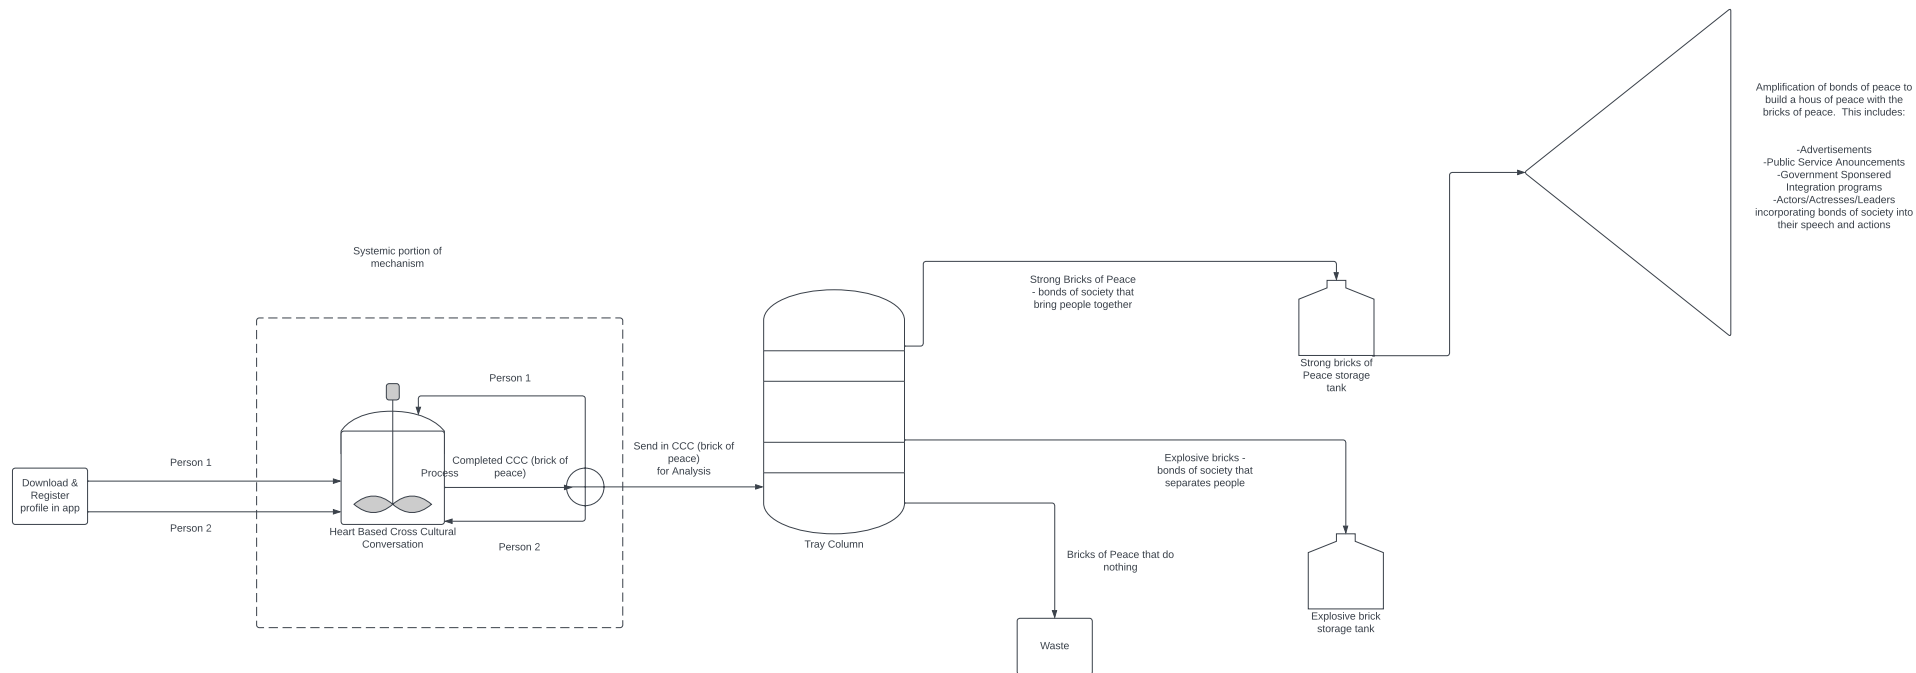 Download &
Register
profile in app
Person 1
Person 2
Systemic portion of
mechanism
Person 1
Completed CCC (brick of
peace)
Process
Heart Based Cross Cultural
Conversation
Person 2
Send in CCC (brick of
peace)
for Analysis
Tray Column
Strong Bricks of Peace
- bonds of society that
bring people together
Explosive bricks -
bonds of society that
separates people
Bricks of Peace that do
nothing
Waste
Strong bricks of
Peace storage
tank
Explosive brick
storage tank
Amplification of bonds of peace to
build a hous of peace with the
bricks of peace.  This includes:
-Advertisements
-Public Service Anouncements
-Government Sponsered
Integration programs
-Actors/Actresses/Leaders
incorporating bonds of society into
their speech and actions